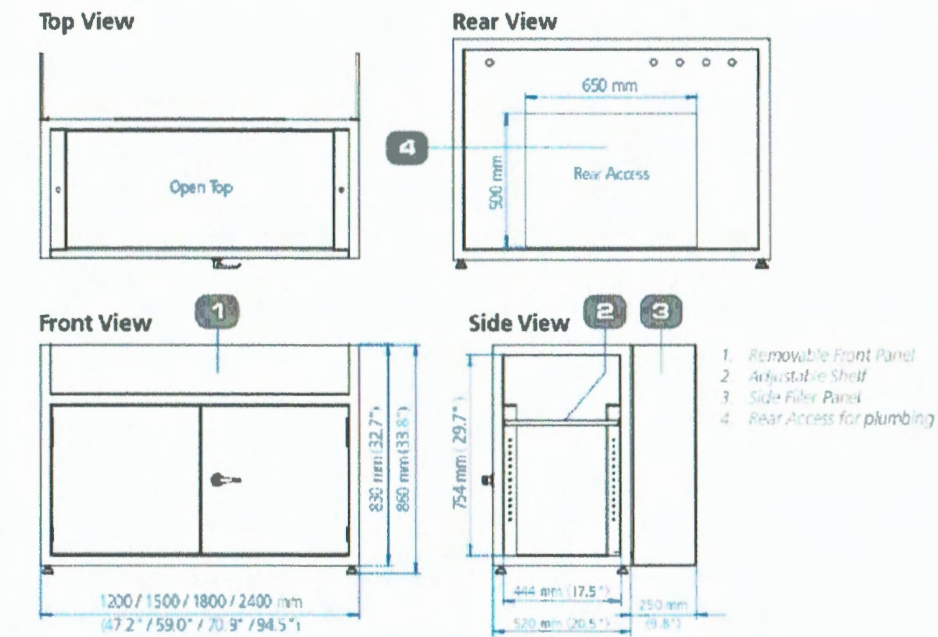 Top View
Open Top
Rear View
650 mm
500 mm
4
Rear Access
Front View
1
830 mm (32.7")
860 mm (33.8")
1200 / 1500 / 1800 / 2400 mm
(47.2" / 59.0" / 70.9" / 94.5")
Side View
2
3
754 mm (29.7")
444 mm (17.5")
520 mm (20.5")
250 mm
(9.8")
1. Removable Front Panel
2. Adjustable Shelf
3. Side Filler Panel
4. Rear Access for plumbing